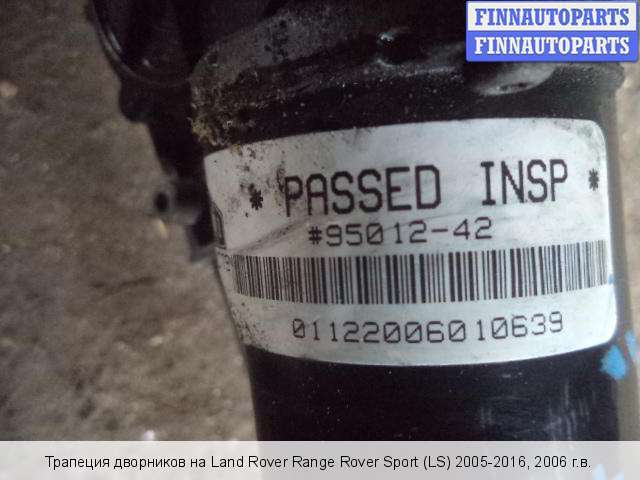 FINNAUTOPARTS
FINNAUTOPARTS
* PASSED INSP *
#95012-42
01122006010639
Трапеция дворников на Land Rover Range Rover Sport (LS) 2005-2016, 2006 г.в.